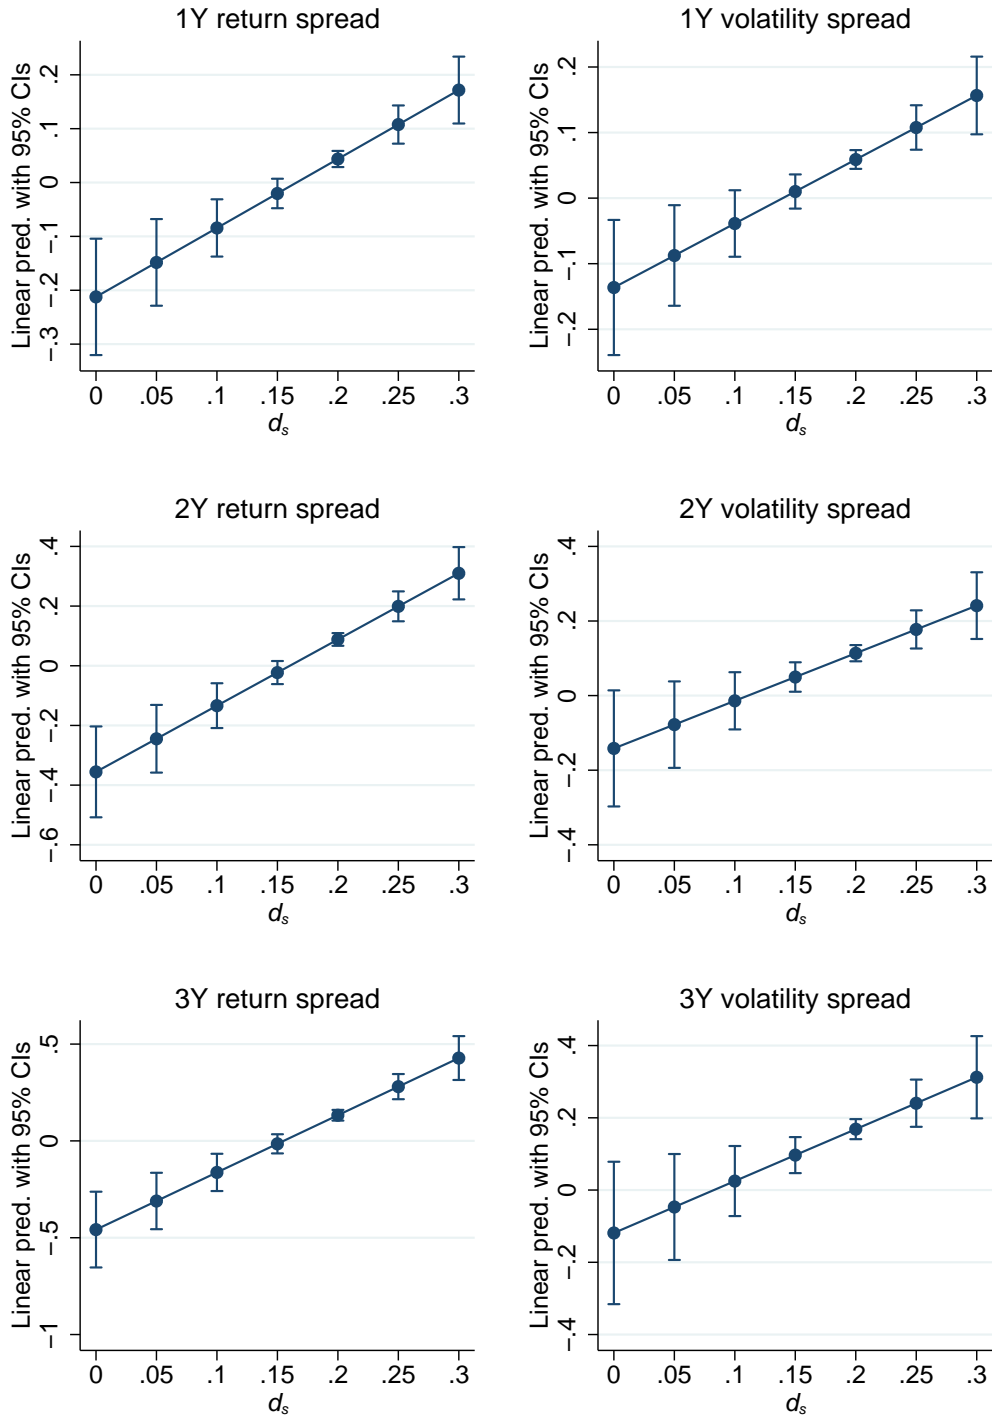 1Y return spread
Linear pred. with 95% CIs
.2
.1
0
−.1
−.2
−.3
0 .05 .1 .15 .2 .25 .3
d_s
1Y volatility spread
Linear pred. with 95% CIs
.2
.1
0
−.1
−.2
0 .05 .1 .15 .2 .25 .3
d_s
2Y return spread
Linear pred. with 95% CIs
.4
.2
0
−.2
−.4
−.6
0 .05 .1 .15 .2 .25 .3
d_s
2Y volatility spread
Linear pred. with 95% CIs
.4
.2
0
−.2
−.4
0 .05 .1 .15 .2 .25 .3
d_s
3Y return spread
Linear pred. with 95% CIs
.5
0
−.5
−1
0 .05 .1 .15 .2 .25 .3
d_s
3Y volatility spread
Linear pred. with 95% CIs
.4
.2
0
−.2
−.4
0 .05 .1 .15 .2 .25 .3
d_s